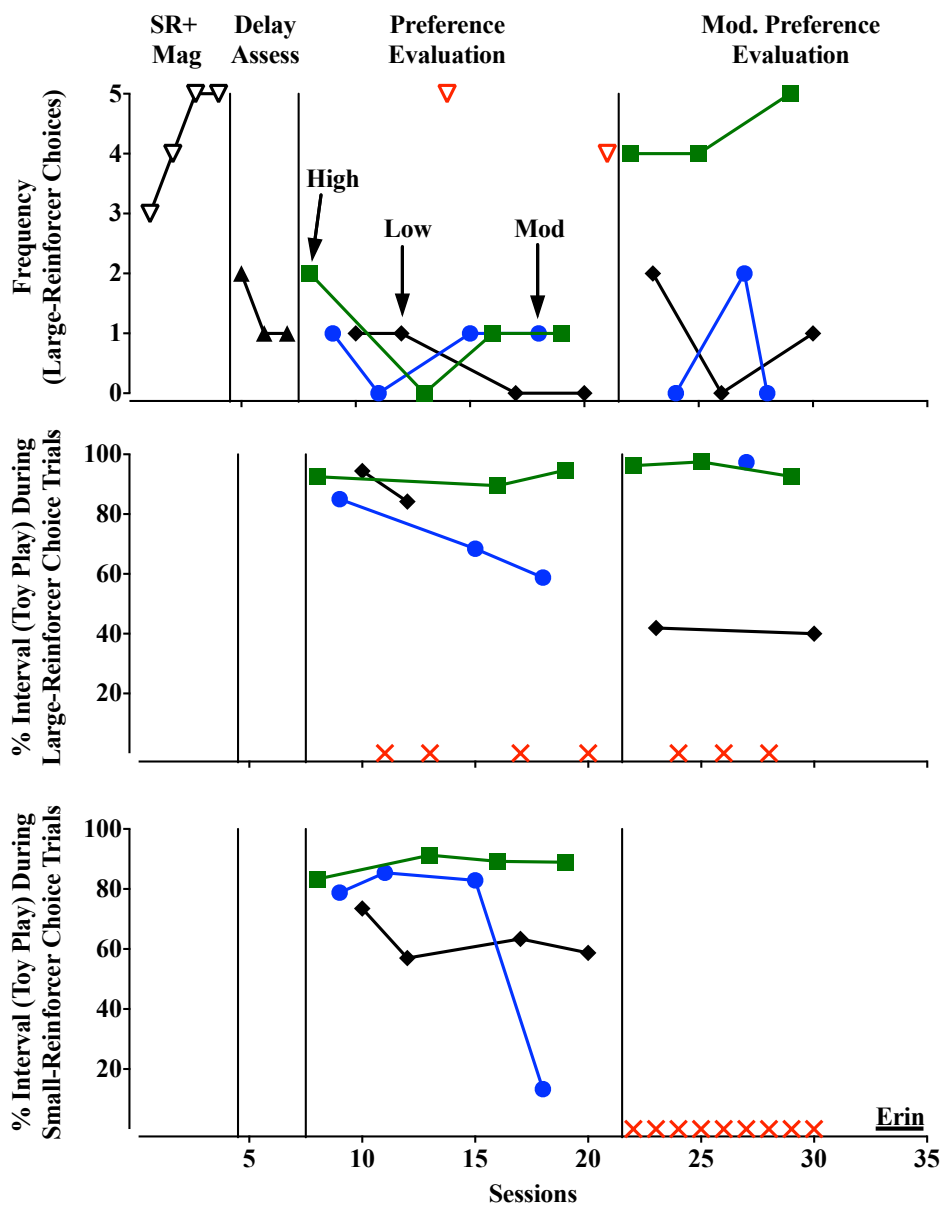 SR+
Mag
Delay
Assess
Preference
Evaluation
Mod. Preference
Evaluation
Frequency
(Large-Reinforcer Choices)
5
4
3
2
1
0
High
Low
Mod
% Interval (Toy Play) During
Large-Reinforcer Choice Trials
100
80
60
40
20
% Interval (Toy Play) During
Small-Reinforcer Choice Trials
100
80
60
40
20
Erin
5 10 15 20 25 30 35
Sessions